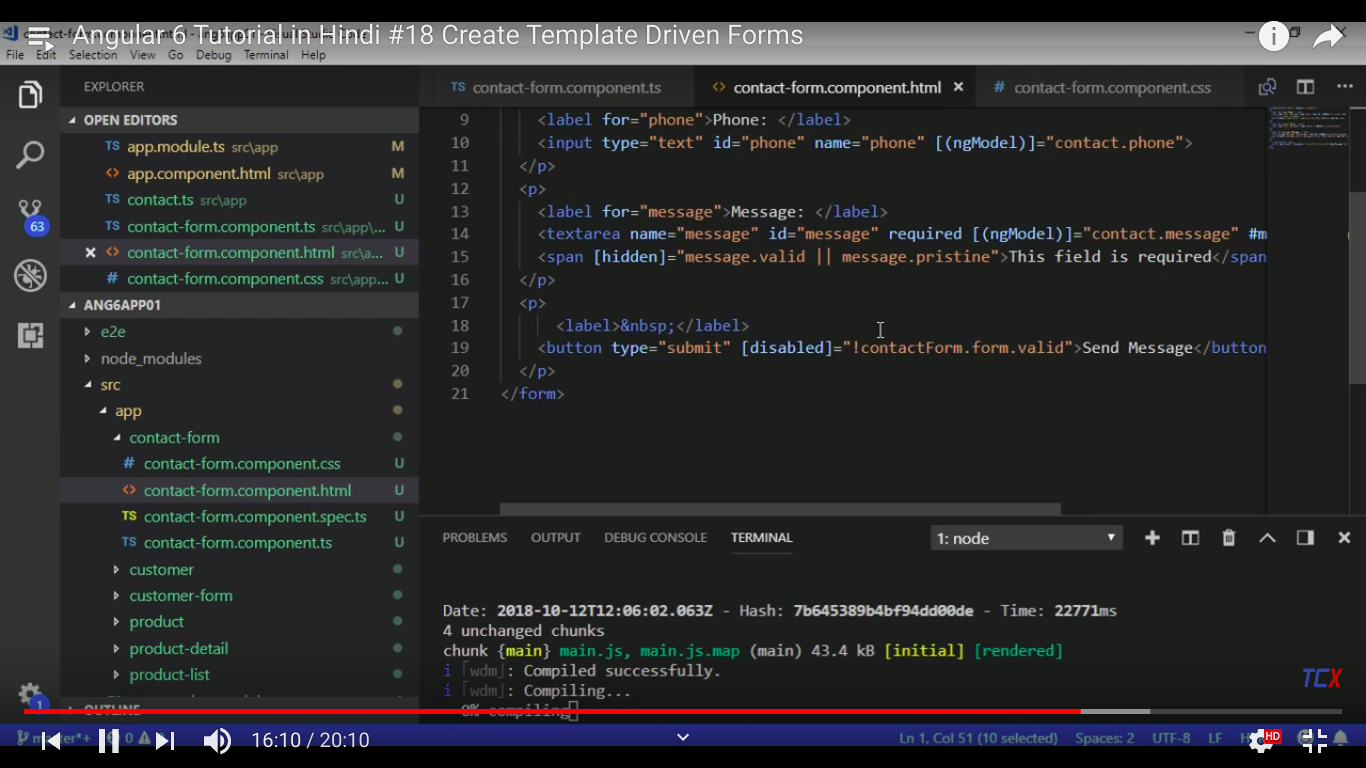 Angular 6 Tutorial in Hindi #18 Create Template Driven Forms
File Edit Selection View Go Debug Terminal Help
EXPLORER
OPEN EDITORS
TS app.module.ts src\app M
<> app.component.html src\app M
TS contact.ts src\app U
TS contact-form.component.ts src\app\... U
<> contact-form.component.html src\a... U
# contact-form.component.css src\app... U
ANG6APP01
e2e
node_modules
src
app
contact-form
# contact-form.component.css U
<> contact-form.component.html U
TS contact-form.component.spec.ts U
TS contact-form.component.ts U
customer
customer-form
product
product-detail
product-list
OUTLINE
63
1
TS contact-form.component.ts
<> contact-form.component.html
# contact-form.component.css
9 <label for="phone">Phone: </label>
10 <input type="text" id="phone" name="phone" [(ngModel)]="contact.phone">
11 </p>
12 <p>
13 <label for="message">Message: </label>
14 <textarea name="message" id="message" required [(ngModel)]="contact.message" #m
15 <span [hidden]="message.valid || message.pristine">This field is required</span
16 </p>
17 <p>
18 <label>&nbsp;</label>
19 <button type="submit" [disabled]="!contactForm.form.valid">Send Message</button
20 </p>
21 </form>
PROBLEMS OUTPUT DEBUG CONSOLE TERMINAL
1: node
Date: 2018-10-12T12:06:02.063Z - Hash: 7b645389b4bf94dd00de - Time: 22771ms
4 unchanged chunks
chunk {main} main.js, main.js.map (main) 43.4 kB [initial] [rendered]
i ｢wdm｣: Compiled successfully.
i ｢wdm｣: Compiling...
0% compiling
TCX
16:10 / 20:10
Ln 1, Col 51 (10 selected) Spaces: 2 UTF-8 LF
HD